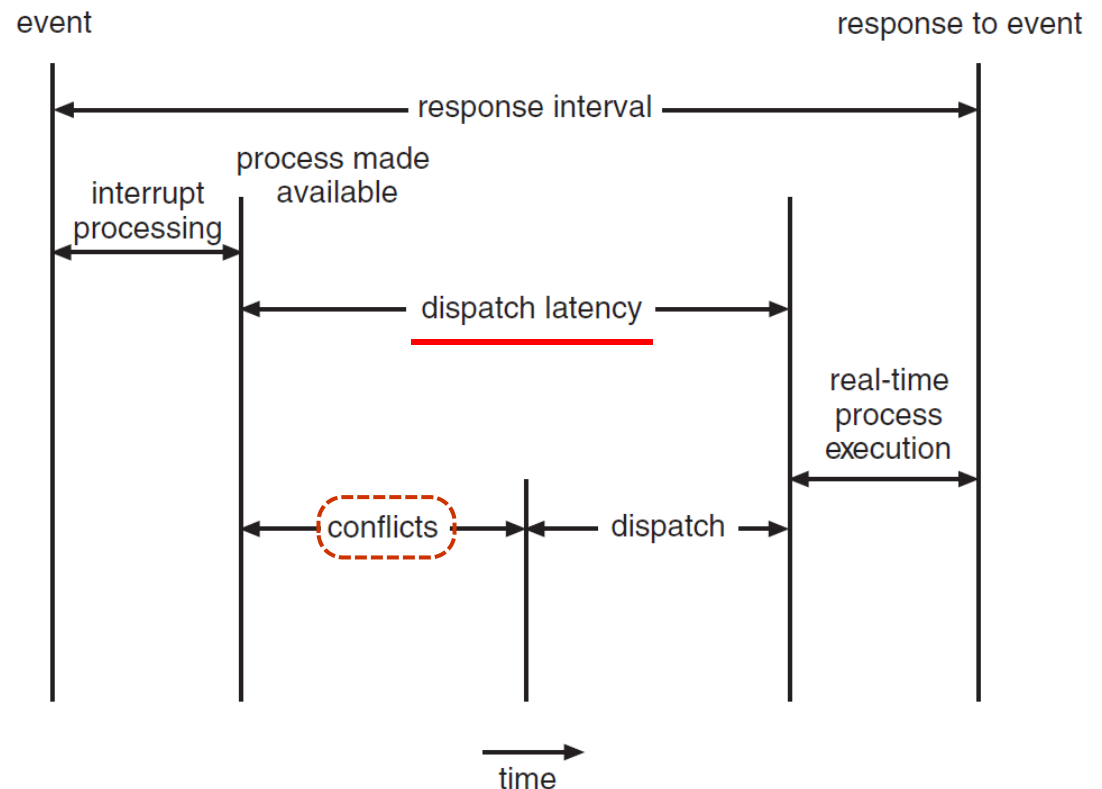 event
response to event
response interval
process made
available
interrupt
processing
dispatch latency
real-time
process
execution
conflicts
dispatch
time